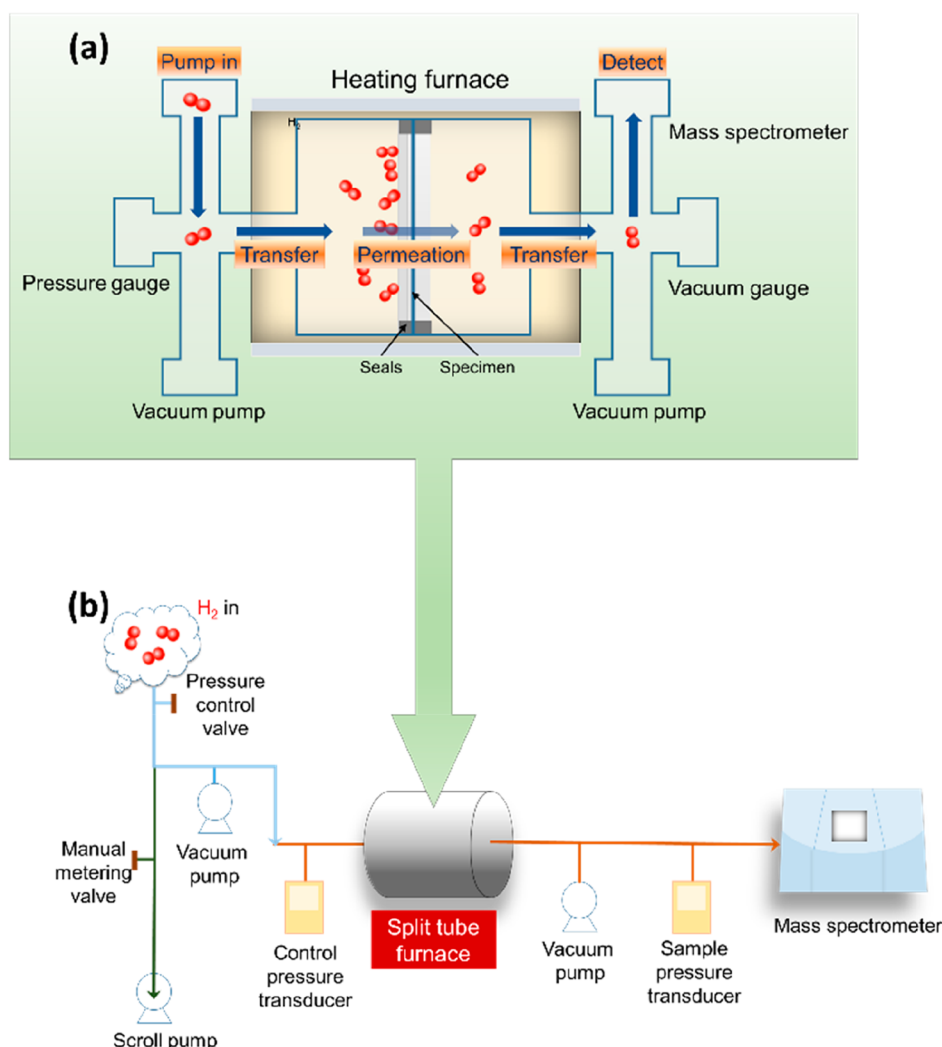 (a)
Pump in
Heating furnace
Detect
H2
Mass spectrometer
Transfer
Permeation
Transfer
Pressure gauge
Vacuum gauge
Seals
Specimen
Vacuum pump
Vacuum pump
(b)
H2 in
Pressure
control
valve
Manual
metering
valve
Vacuum
pump
Control
pressure
transducer
Split tube
furnace
Vacuum
pump
Sample
pressure
transducer
Mass spectrometer
Scroll pump